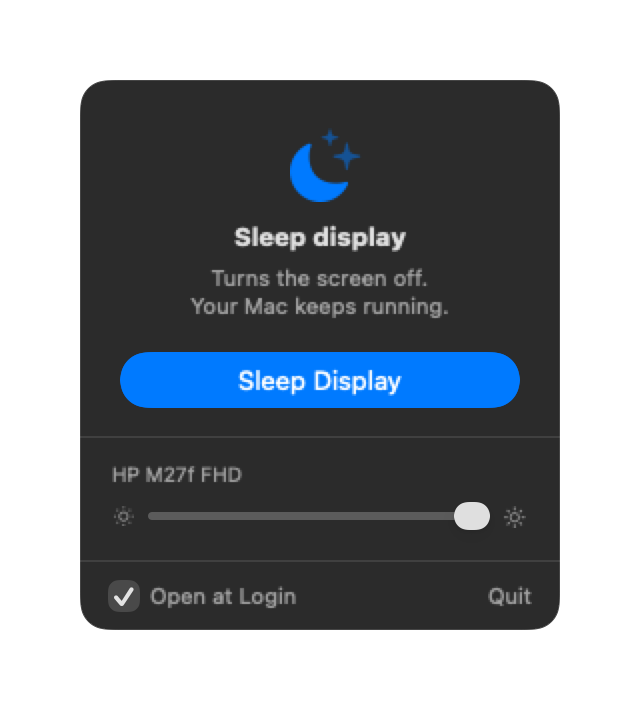 Sleep display
Turns the screen off.
Your Mac keeps running.
Sleep Display
HP M27f FHD
Open at Login
Quit